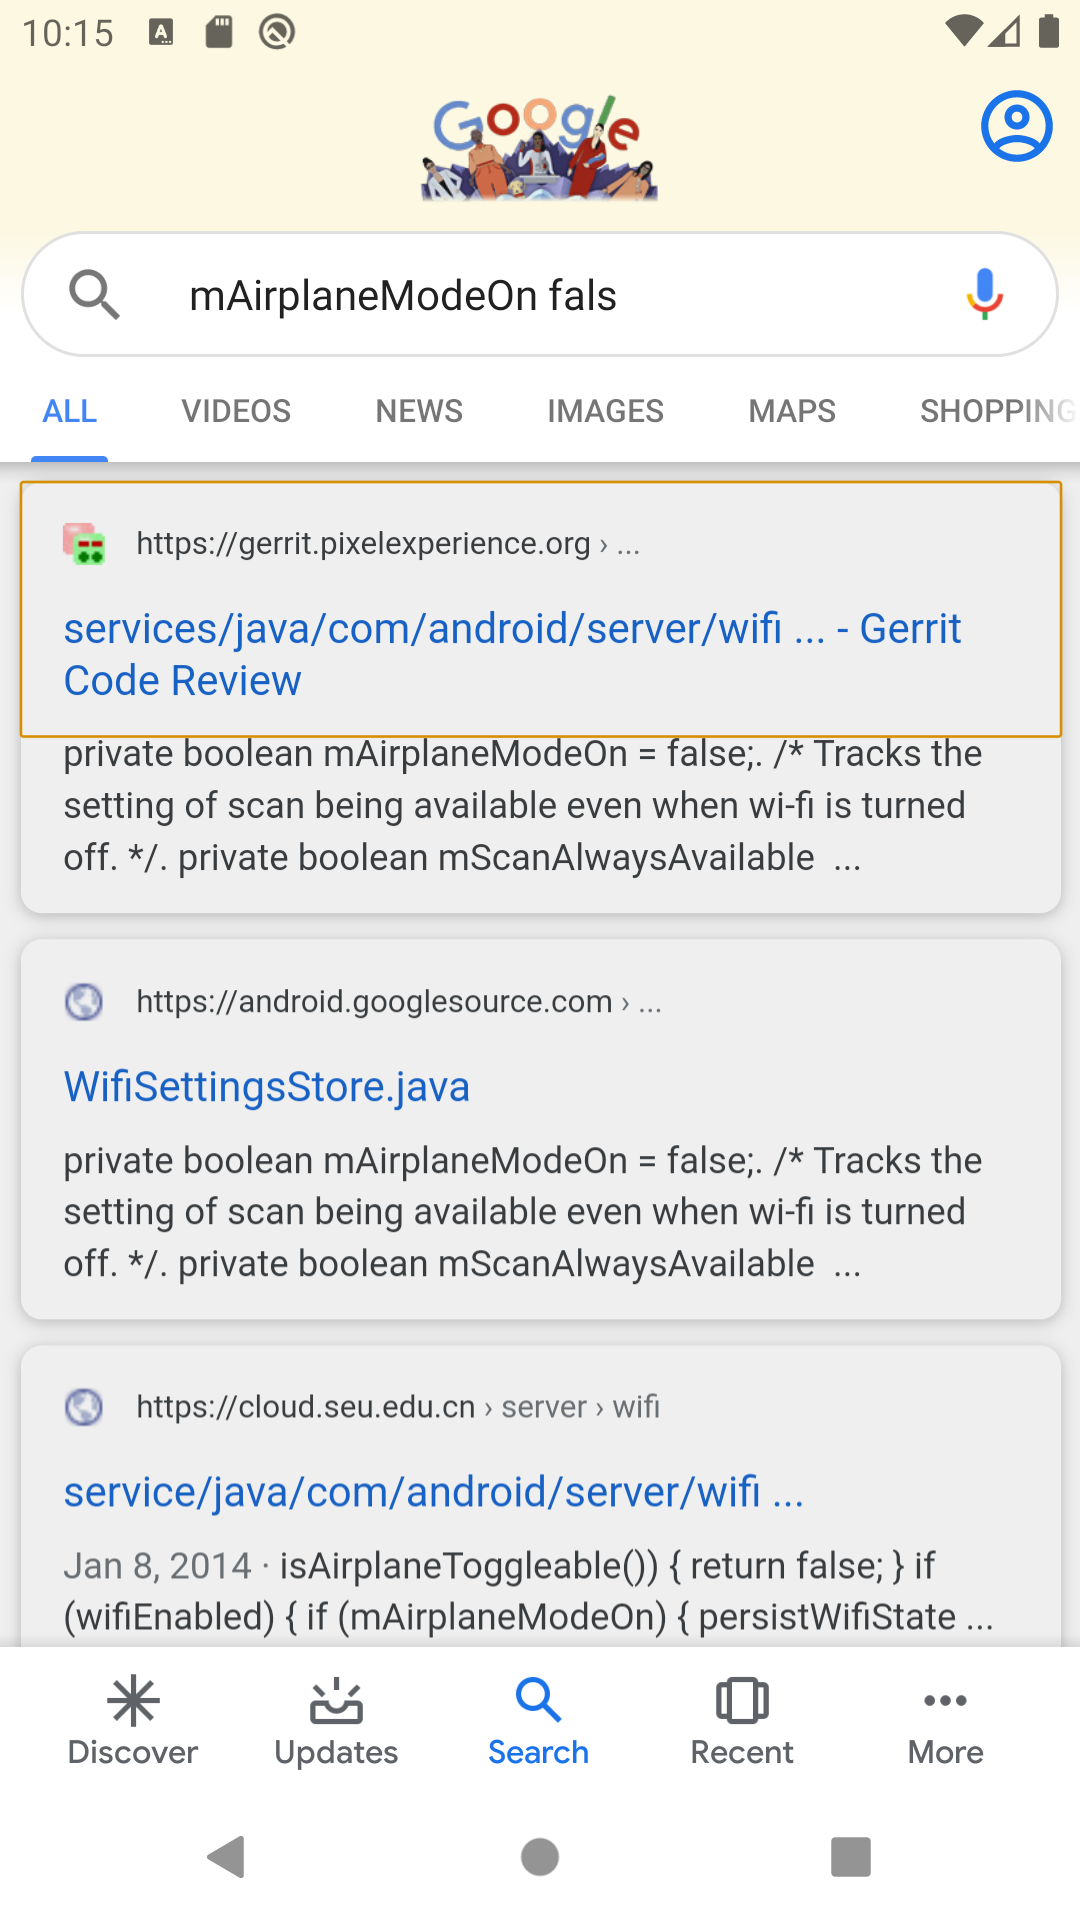 10:15
Google
mAirplaneModeOn fals
ALL VIDEOS NEWS IMAGES MAPS SHOPPING
https://gerrit.pixelexperience.org › ...
services/java/com/android/server/wifi ... - Gerrit
Code Review
private boolean mAirplaneModeOn = false;. /* Tracks the
setting of scan being available even when wi-fi is turned
off. */. private boolean mScanAlwaysAvailable ...
https://android.googlesource.com › ...
WifiSettingsStore.java
private boolean mAirplaneModeOn = false;. /* Tracks the
setting of scan being available even when wi-fi is turned
off. */. private boolean mScanAlwaysAvailable ...
https://cloud.seu.edu.cn › server › wifi
service/java/com/android/server/wifi ...
Jan 8, 2014 · isAirplaneToggleable()) { return false; } if
(wifiEnabled) { if (mAirplaneModeOn) { persistWifiState ...
Discover Updates Search Recent More